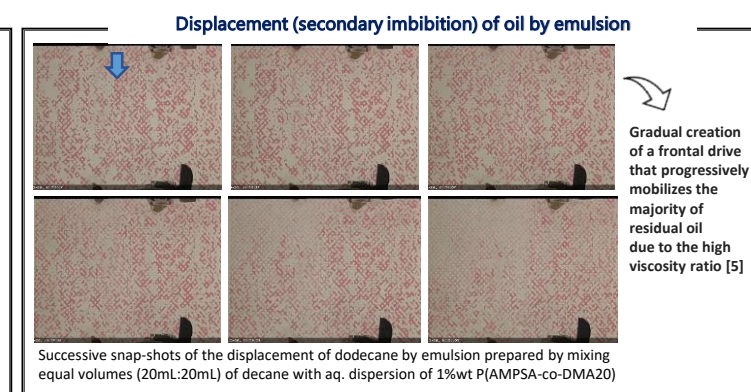 Displacement (secondary imbibition) of oil by emulsion
Gradual creation
of a frontal drive
that progressively
mobilizes the
majority of
residual oil
due to the high
viscosity ratio [5]
Successive snap-shots of the displacement of dodecane by emulsion prepared by mixing
equal volumes (20mL:20mL) of decane with aq. dispersion of 1%wt P(AMPSA-co-DMA20)